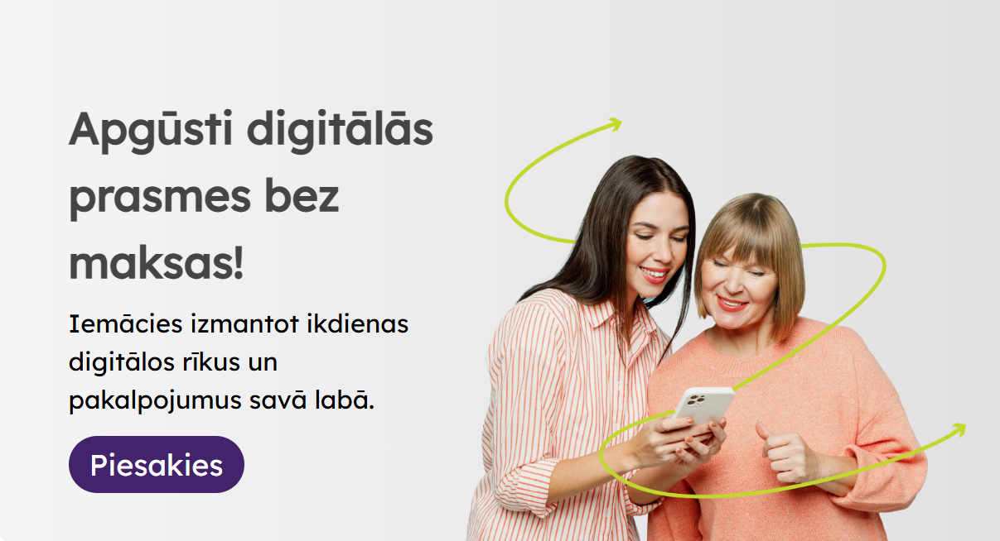 Apgūsti digitālās
prasmes bez
maksas!
Iemācies izmantot ikdienas
digitālos rīkus un
pakalpojumus savā labā.
Piesakies